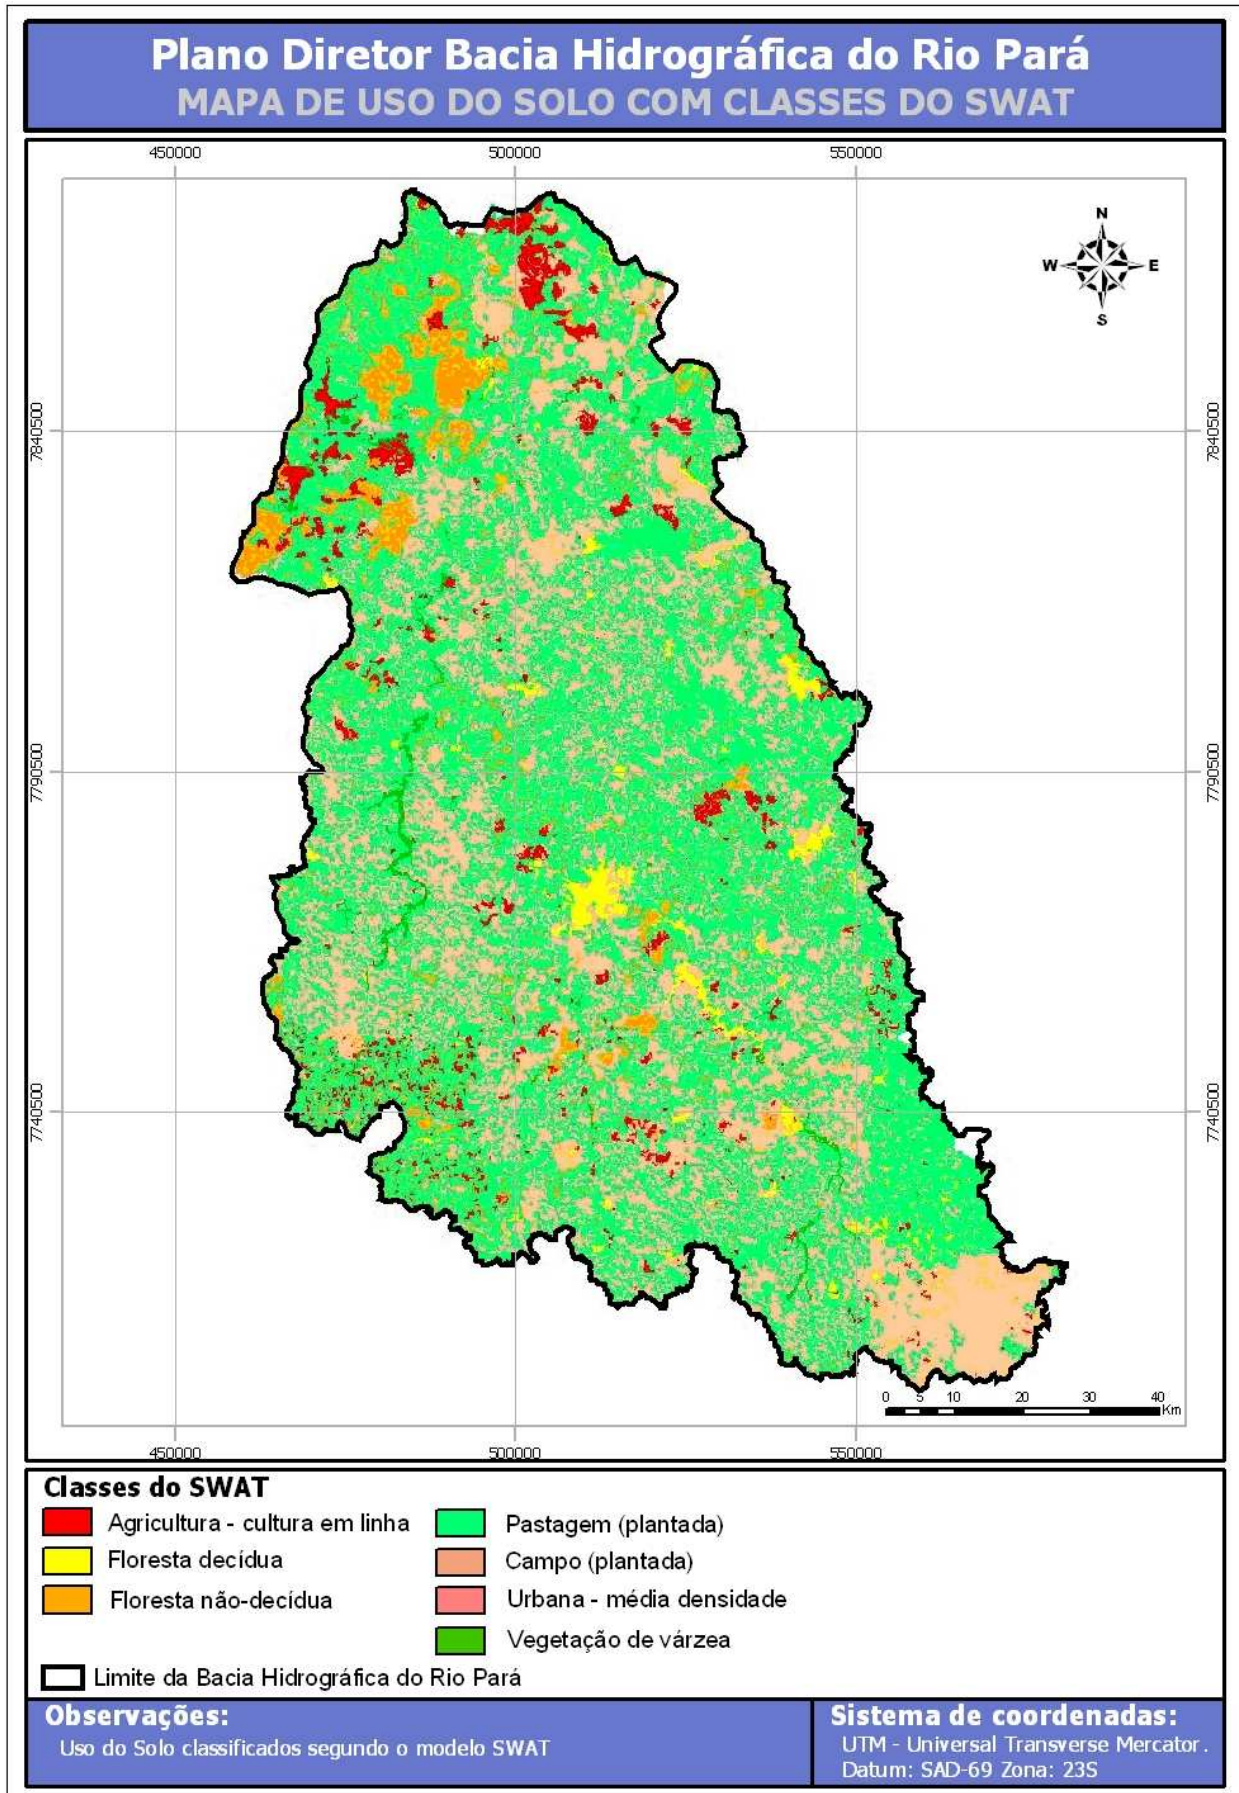 Plano Diretor Bacia Hidrográfica do Rio Pará
MAPA DE USO DO SOLO COM CLASSES DO SWAT
450000 500000 550000
N
W E
S
7840500 7840500
7790500 7790500
7740500 7740500
0 5 10 20 30 40
Km
450000 500000 550000
Classes do SWAT
Agricultura - cultura em linha
Floresta decídua
Floresta não-decídua
Pastagem (plantada)
Campo (plantada)
Urbana - média densidade
Vegetação de várzea
Limite da Bacia Hidrográfica do Rio Pará
Observações:
Uso do Solo classificados segundo o modelo SWAT
Sistema de coordenadas:
UTM - Universal Transverse Mercator.
Datum: SAD-69 Zona: 23S